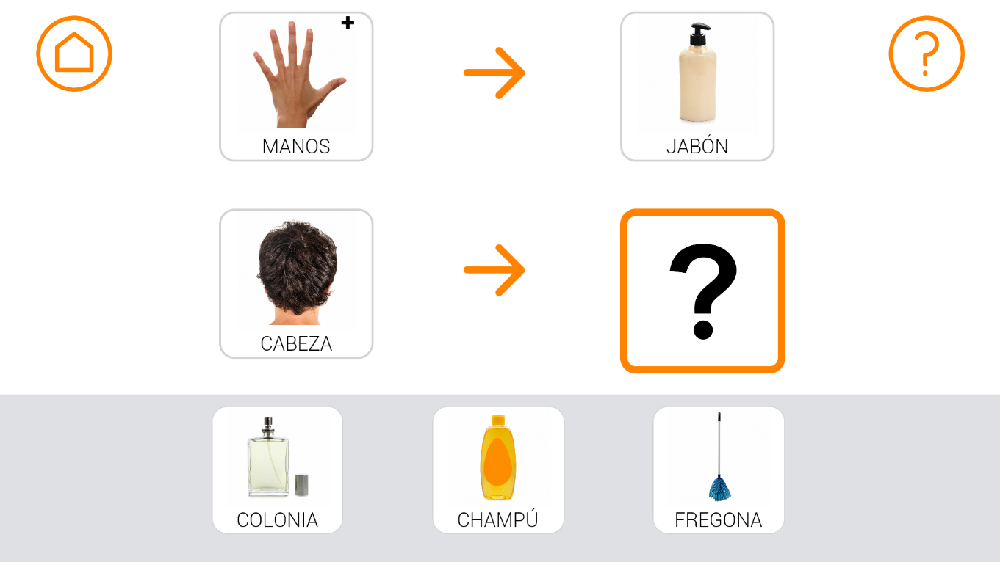 MANOS
JABÓN
CABEZA
?
COLONIA
CHAMPÚ
FREGONA